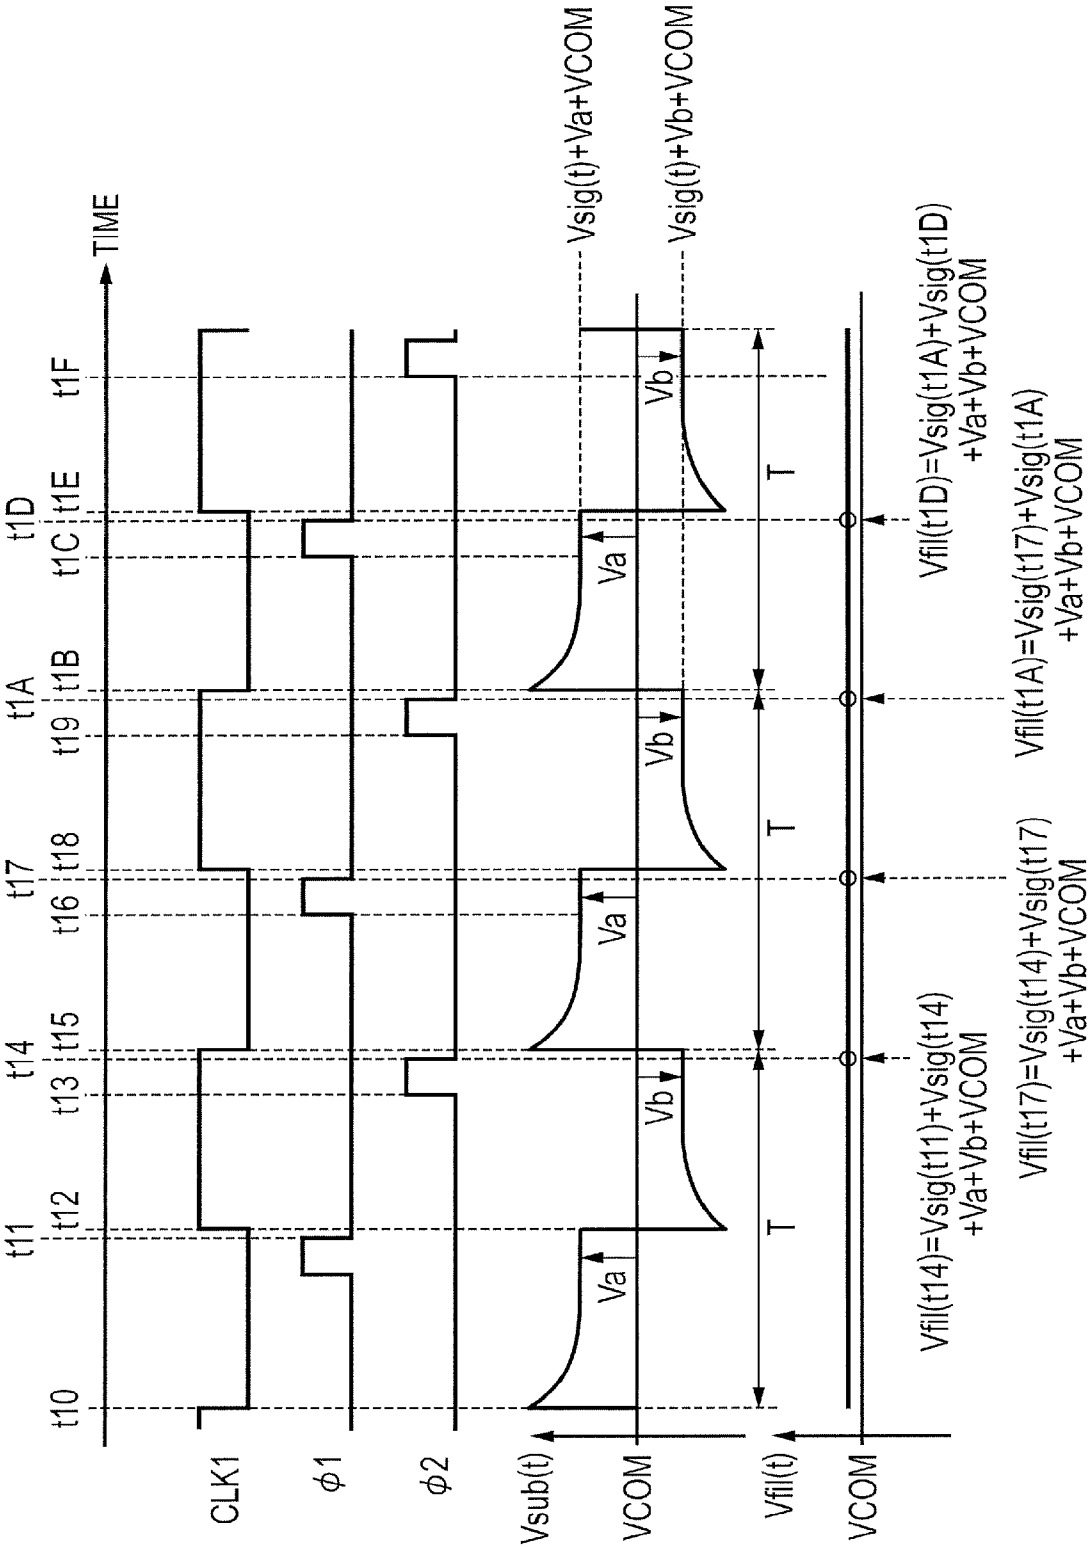 TIME
t11
t14
t17
t1A
t1D
t10
t12
t13
t15
t16
t18
t19
t1B
t1C
t1E
t1F
CLK1
ϕ1
ϕ2
Vsub(t)
VCOM
Va
Vb
Va
Vb
Va
Vb
Vsig(t)+Va+VCOM
Vsig(t)+Vb+VCOM
T
T
T
Vfil(t)
VCOM
Vfil(t14)=Vsig(t11)+Vsig(t14)
+Va+Vb+VCOM
Vfil(t17)=Vsig(t14)+Vsig(t17)
+Va+Vb+VCOM
Vfil(t1A)=Vsig(t17)+Vsig(t1A)
+Va+Vb+VCOM
Vfil(t1D)=Vsig(t1A)+Vsig(t1D)
+Va+Vb+VCOM